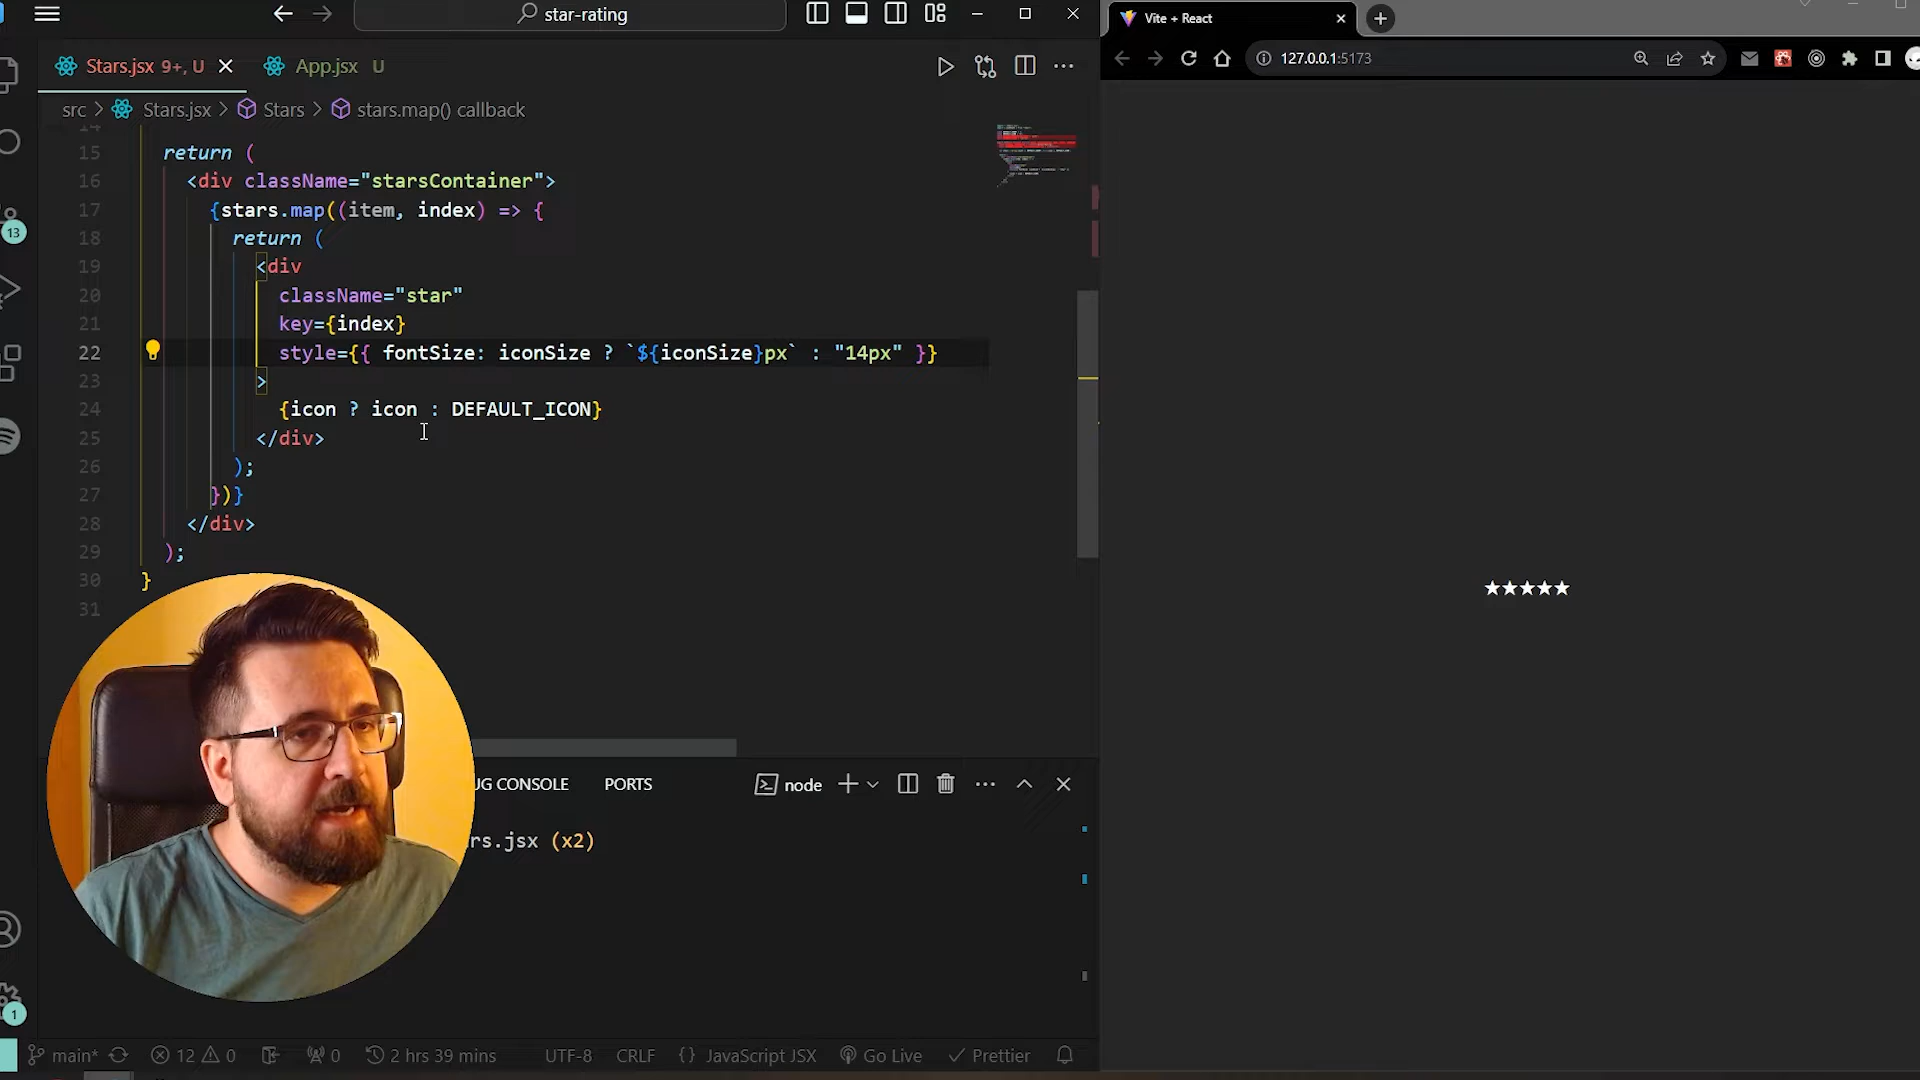 star-rating
Stars.jsx 9+, U
App.jsx U
src > Stars.jsx > Stars > stars.map() callback
14
15 return (
16 <div className="starsContainer">
17 {stars.map((item, index) => {
18 return (
19 <div
20 className="star"
21 key={index}
22 style={{ fontSize: iconSize ? `${iconSize}px` : "14px" }}
23 >
24 {icon ? icon : DEFAULT_ICON}
25 </div>
26 );
27 })}
28 </div>
29 );
30 }
31
13
UG CONSOLE PORTS node
rs.jsx (x2)
1
main* 12 0 0 2 hrs 39 mins UTF-8 CRLF {} JavaScript JSX Go Live Prettier
Vite + React
127.0.0.1:5173
★★★★★